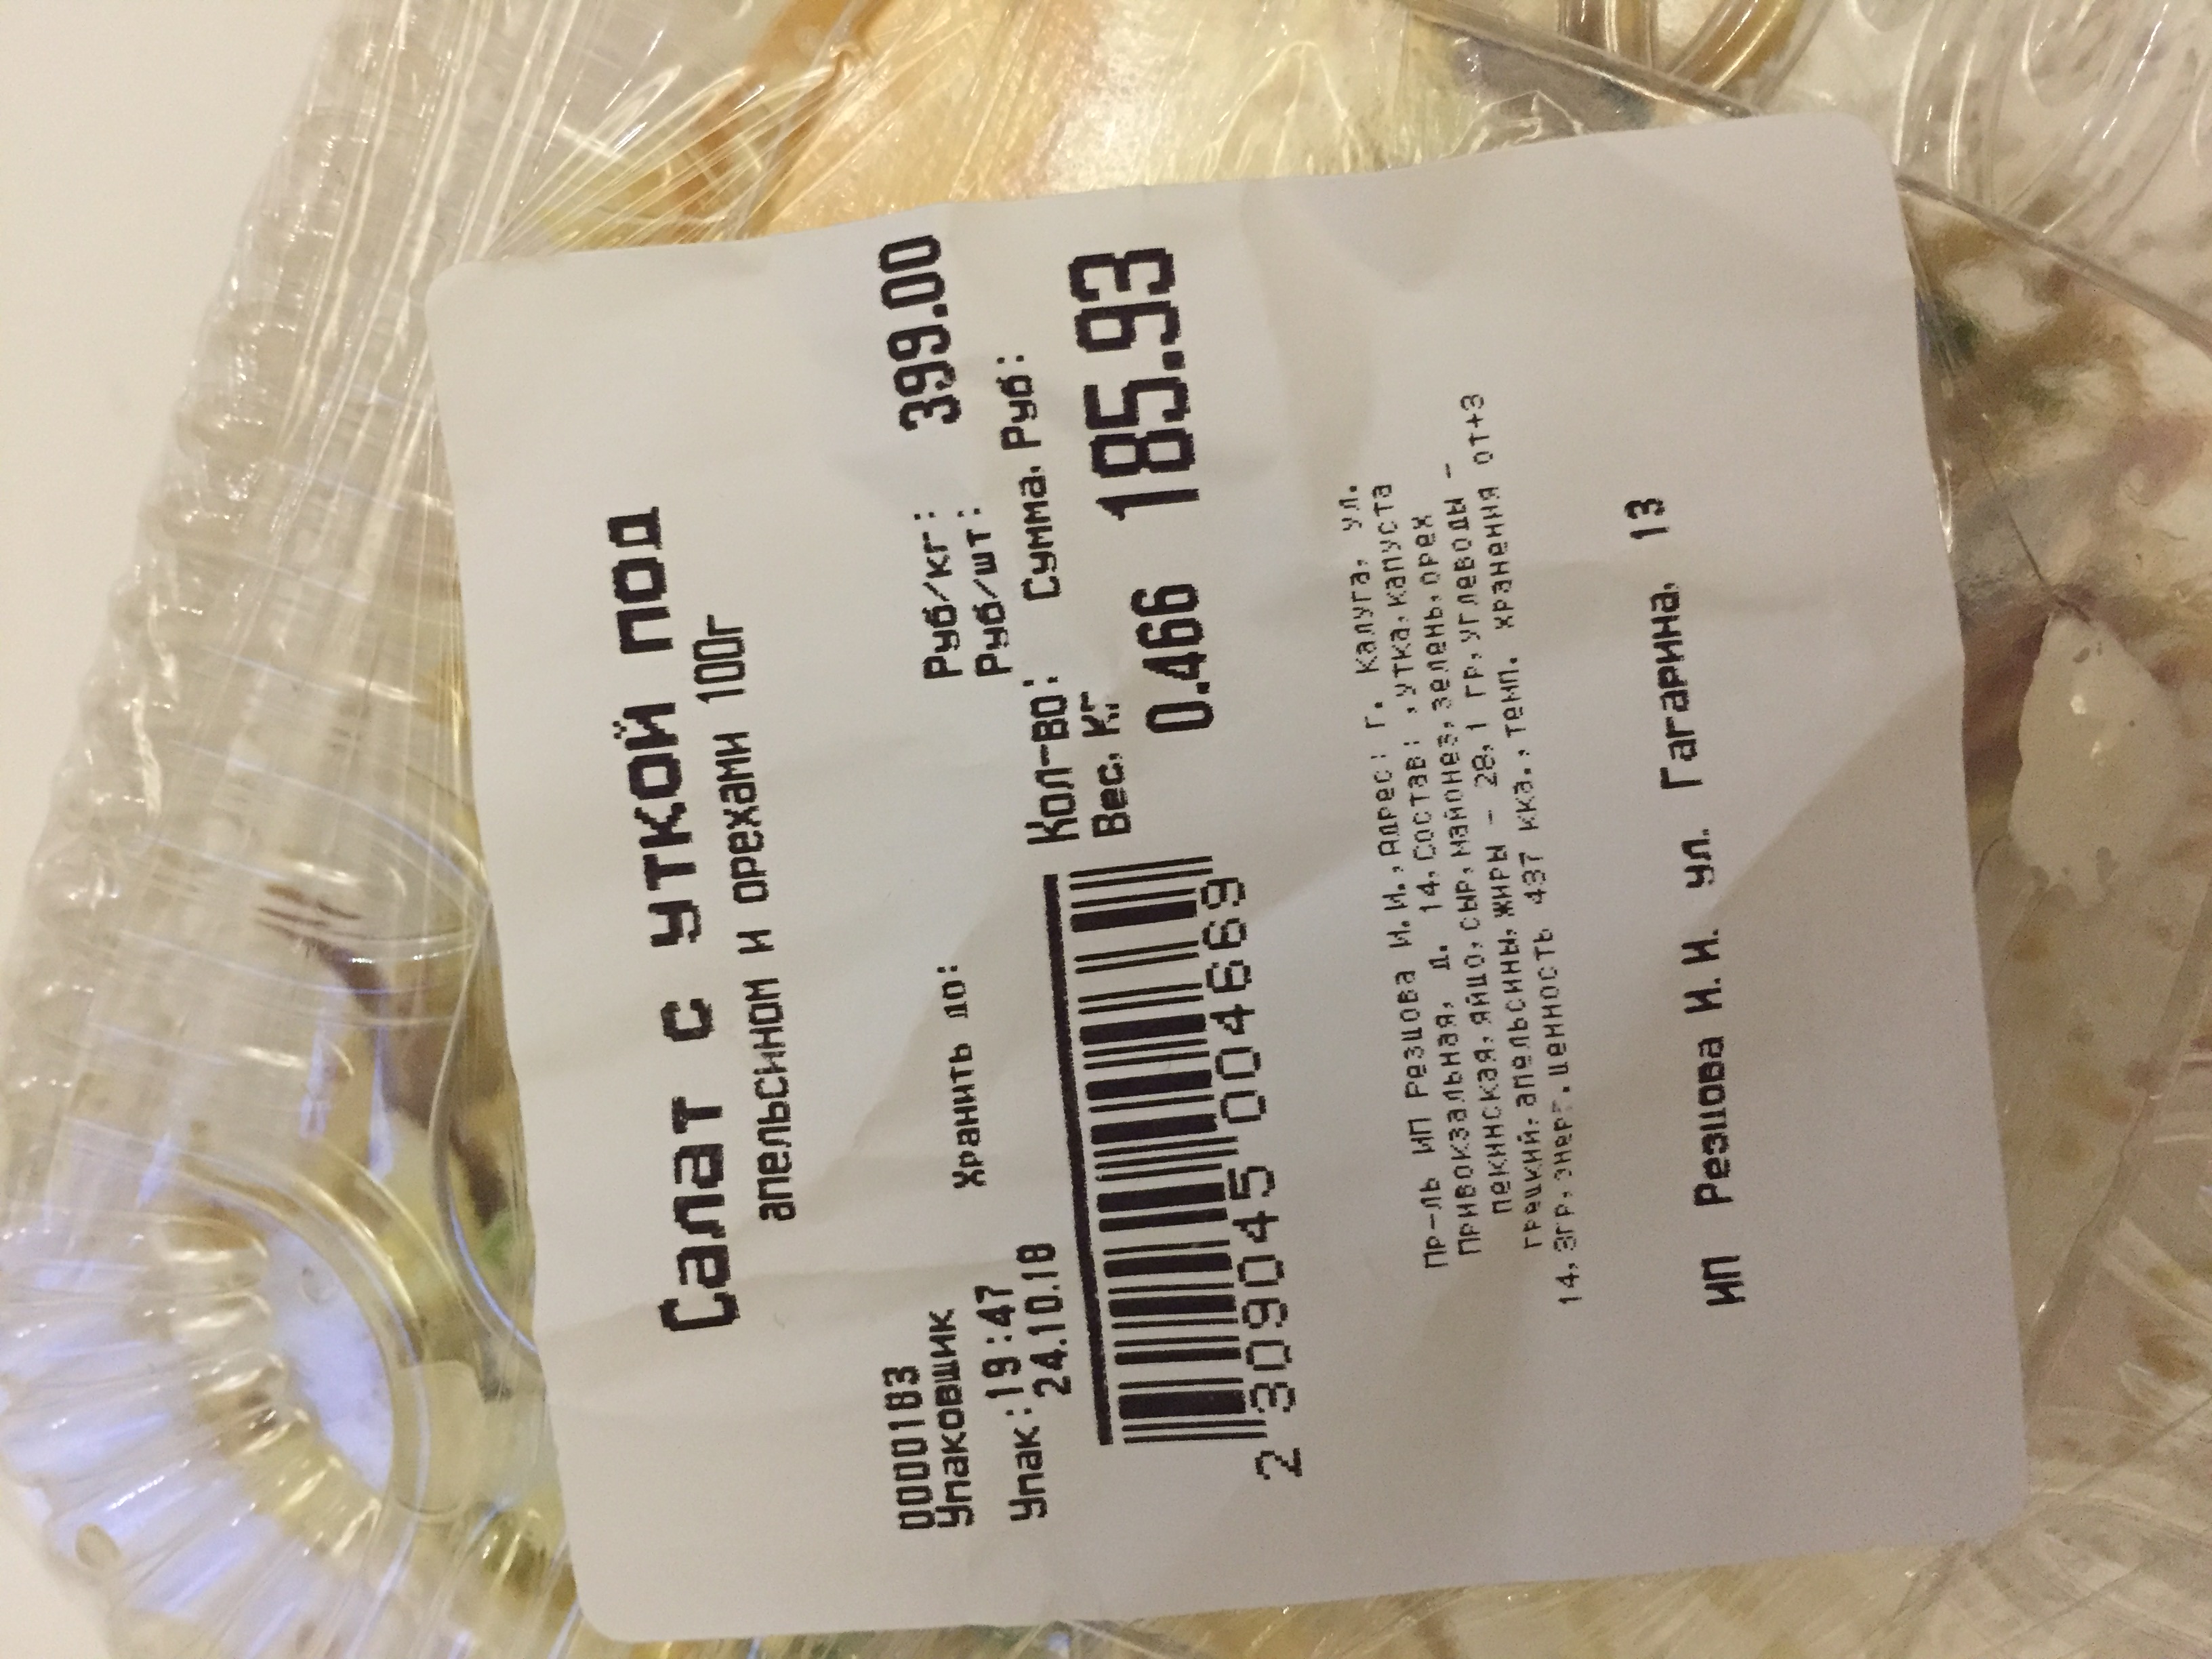 Салат с уткой под
апельсином и орехами 100г
0000183
Упаковщик
Руб/кг: 399.00
Упак:19:47 Хранить до: Руб/шт:
24.10.18
Кол-во: Сумма, Руб:
Вес, кг
0.466 185.93
2 309045 004669
Пр-ль ИП Резцова И.И., Адрес: г. Калуга, ул.
Привокзальная, д. 14,Состав: ,утка,капуста
пекинская,яйцо,сыр,майонез,зелень,орех
грецкий,апельсины,жиры - 28,1 гр,углеводы -
14,3гр,энерг.ценность 437 кка., темп. хранения от+3
ИП Резцова И.И. ул. Гагарина, 13